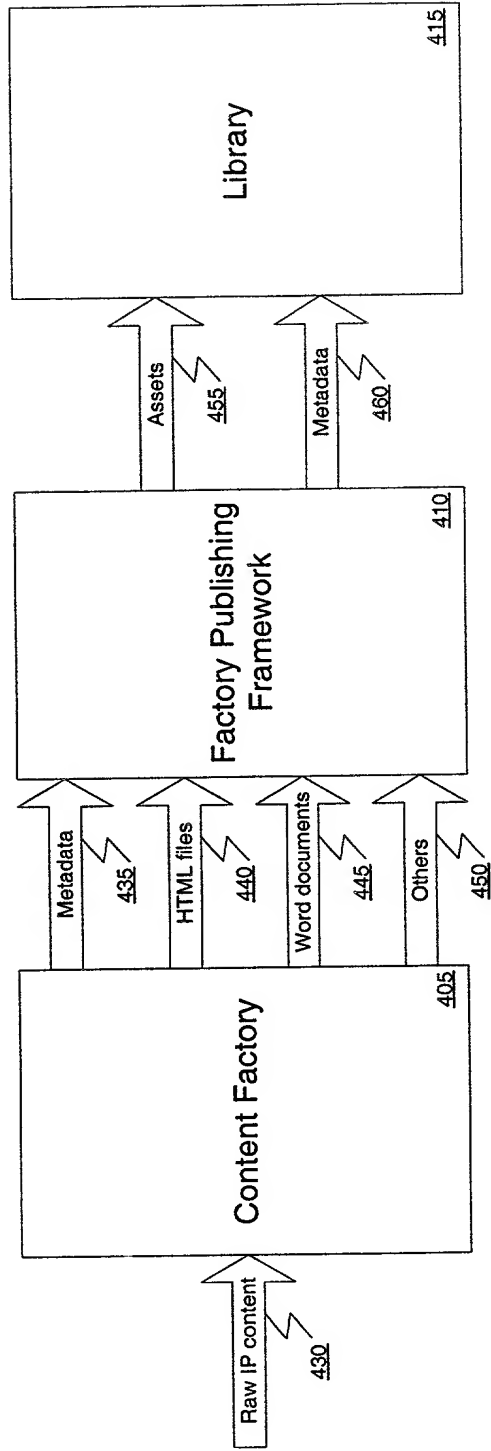 Raw IP content
430
Content Factory
405
Metadata
435
HTML files
440
Word documents
445
Others
450
Factory Publishing
Framework
410
Assets
455
Metadata
460
Library
415